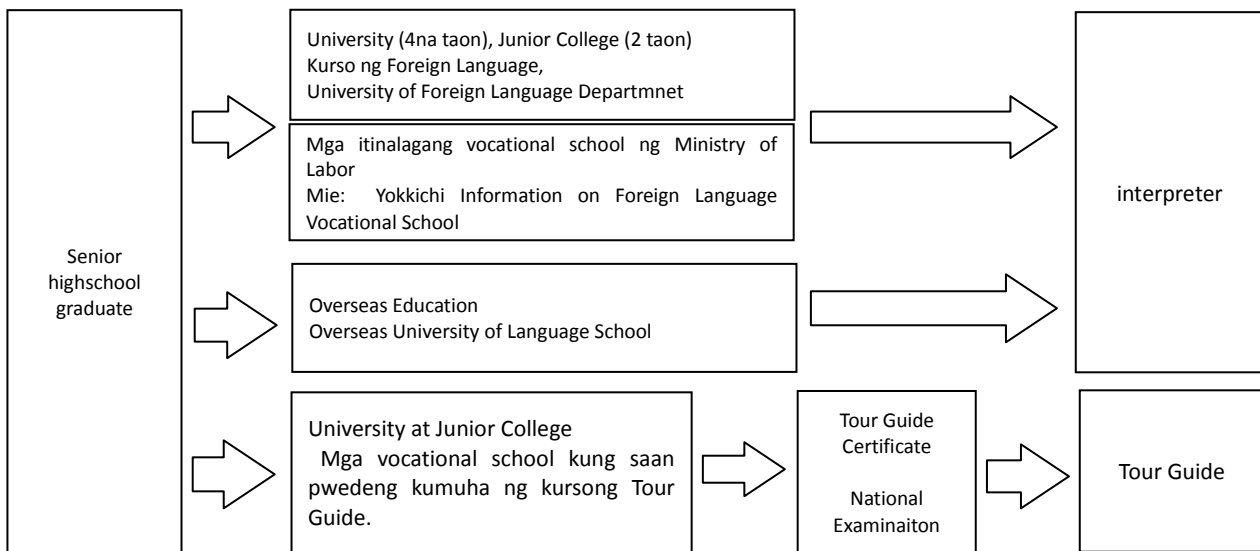 Senior
highschool
graduate
University (4na taon), Junior College (2 taon)
Kurso ng Foreign Language,
University of Foreign Language Departmnet
Mga itinalagang vocational school ng Ministry of
Labor
Mie: Yokkichi Information on Foreign Language
Vocational School
interpreter
Overseas Education
Overseas University of Language School
University at Junior College
Mga vocational school kung saan
pwedeng kumuha ng kursong Tour
Guide.
Tour Guide
Certificate
National
Examinaiton
Tour Guide